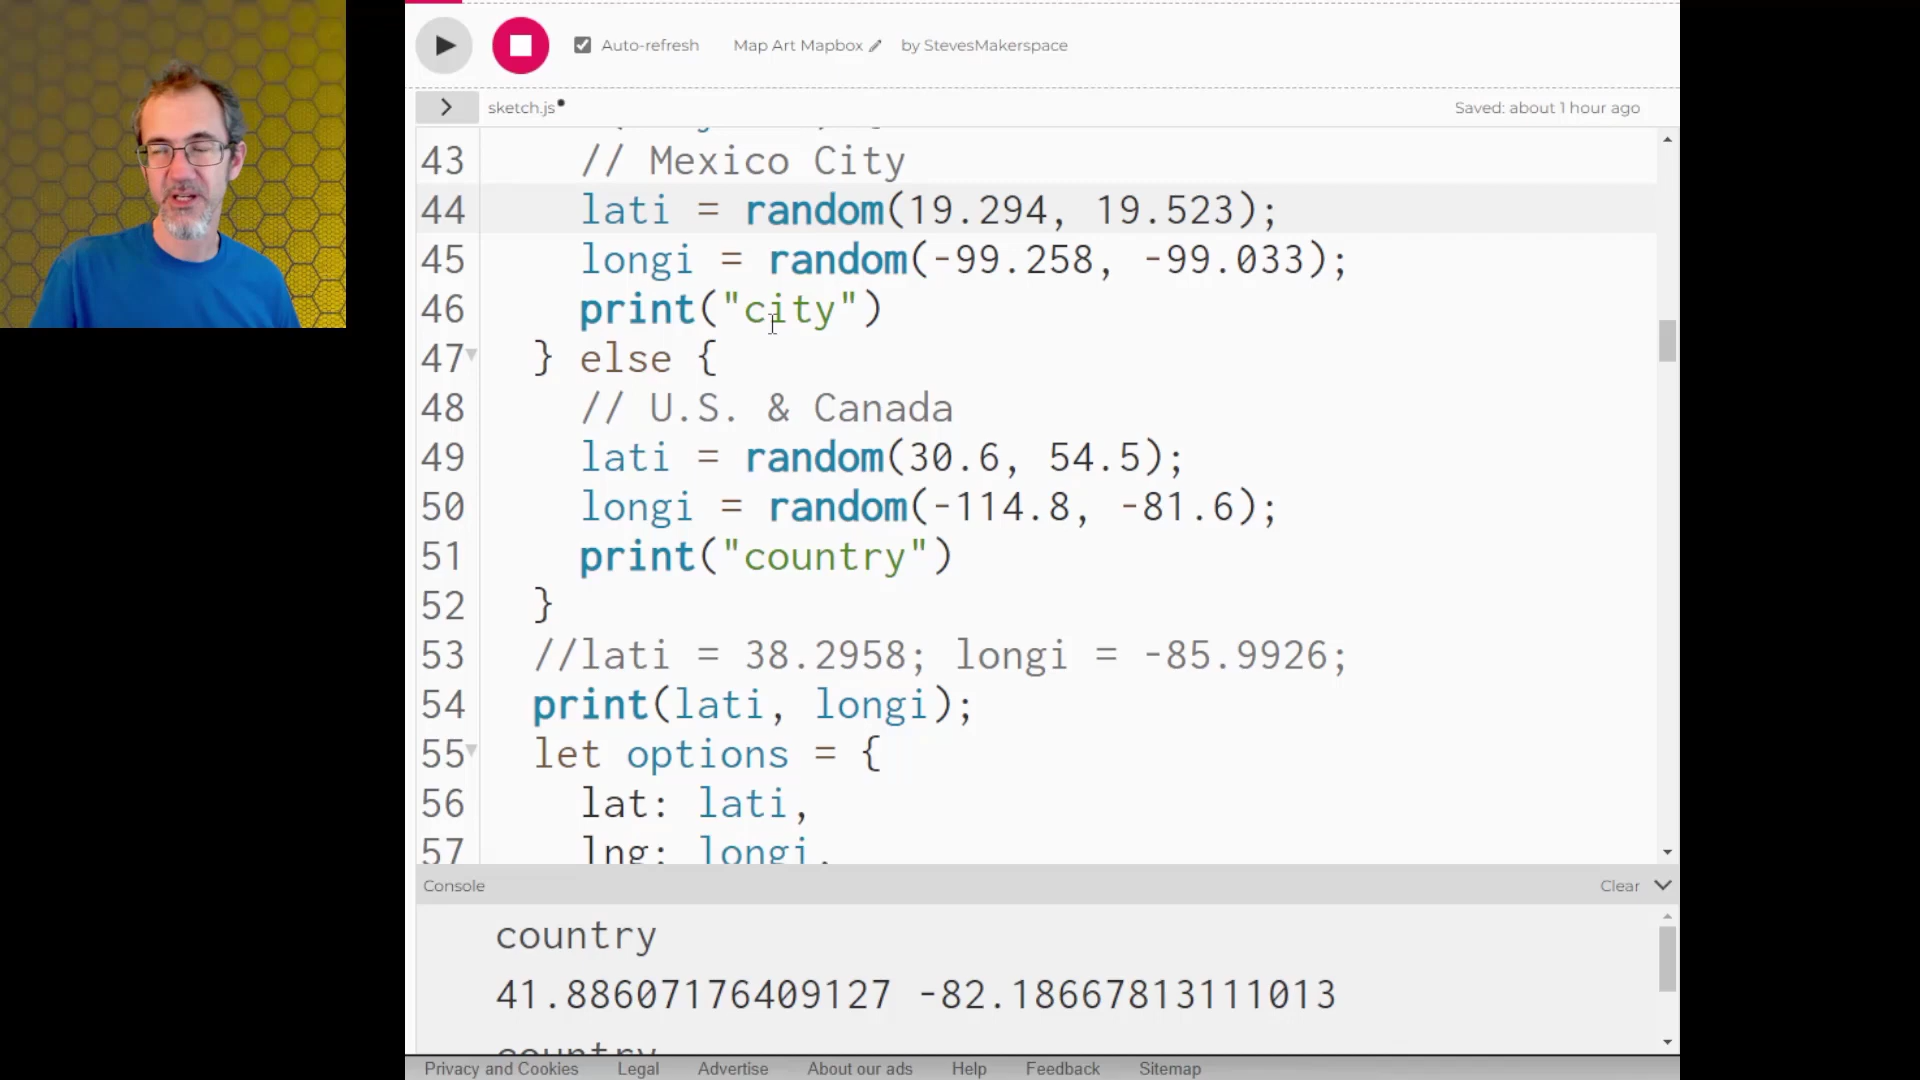 Auto-refresh Map Art Mapbox by StevesMakerspace
sketch.js Saved: about 1 hour ago
43 // Mexico City
44 lati = random(19.294, 19.523);
45 longi = random(-99.258, -99.033);
46 print("city")
47 } else {
48 // U.S. & Canada
49 lati = random(30.6, 54.5);
50 longi = random(-114.8, -81.6);
51 print("country")
52 }
53 //lati = 38.2958; longi = -85.9926;
54 print(lati, longi);
55 let options = {
56 lat: lati,
57 lng: longi,
Console Clear
country
41.88607176409127 -82.18667813111013
country
Privacy and Cookies Legal Advertise About our ads Help Feedback Sitemap